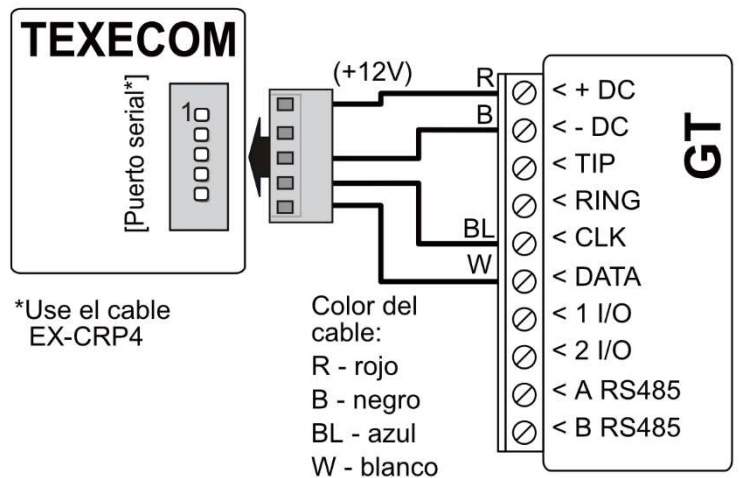 TEXECOM
[Puerto serial*]
1
*Use el cable
EX-CRP4
(+12V)
R
B
BL
W
Color del
cable:
R - rojo
B - negro
BL - azul
W - blanco
< + DC
< - DC
< TIP
< RING
< CLK
< DATA
< 1 I/O
< 2 I/O
< A RS485
< B RS485
GT